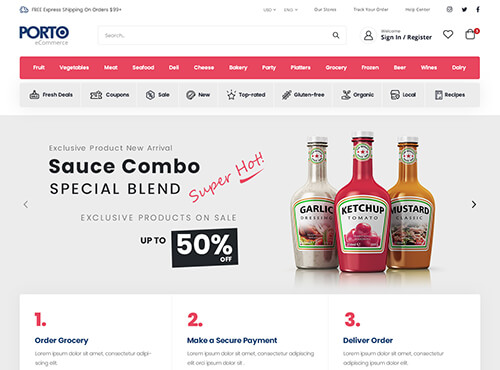 FREE Express Shipping On Orders $99+
USD ENG Our Stores Track Your Order Help Center
PORTO
eCommerce
Search...
Welcome
Sign In / Register
0
Fruit Vegetables Meat Seafood Deli Cheese Bakery Party Platters Grocery Frozen Beer Wines Dairy
Fresh Deals Coupons Sale New Top-rated Gluten-free Organic Local Recipes
Exclusive Product New Arrival
Sauce Combo
SPECIAL BLEND
Super Hot!
EXCLUSIVE PRODUCTS ON SALE
UP TO 50% OFF
GARLIC
DRESSING
KETCHUP
TOMATO
MUSTARD
CLASSIC
1. 2. 3.
Order Grocery Make a Secure Payment Deliver Order
Lorem ipsum dolor sit amet, consectetur adipi- Lorem ipsum dolor sit amet, consectetur Lorem ipsum dolor sit amet, consectetur
scing elit. adipiscing elit. adipiscing elit.